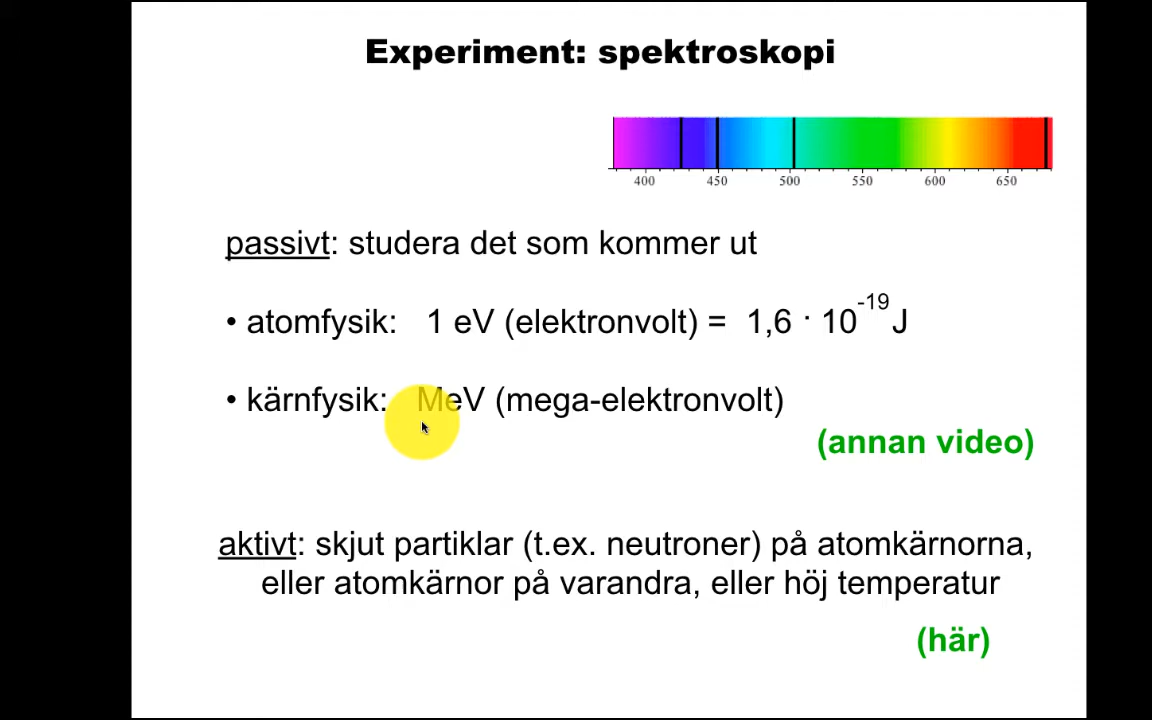 Experiment: spektroskopi
400 450 500 550 600 650
passivt: studera det som kommer ut
• atomfysik: 1 eV (elektronvolt) = 1,6 · 10⁻¹⁹ J
• kärnfysik: MeV (mega-elektronvolt)
(annan video)
aktivt: skjut partiklar (t.ex. neutroner) på atomkärnorna,
eller atomkärnor på varandra, eller höj temperatur
(här)